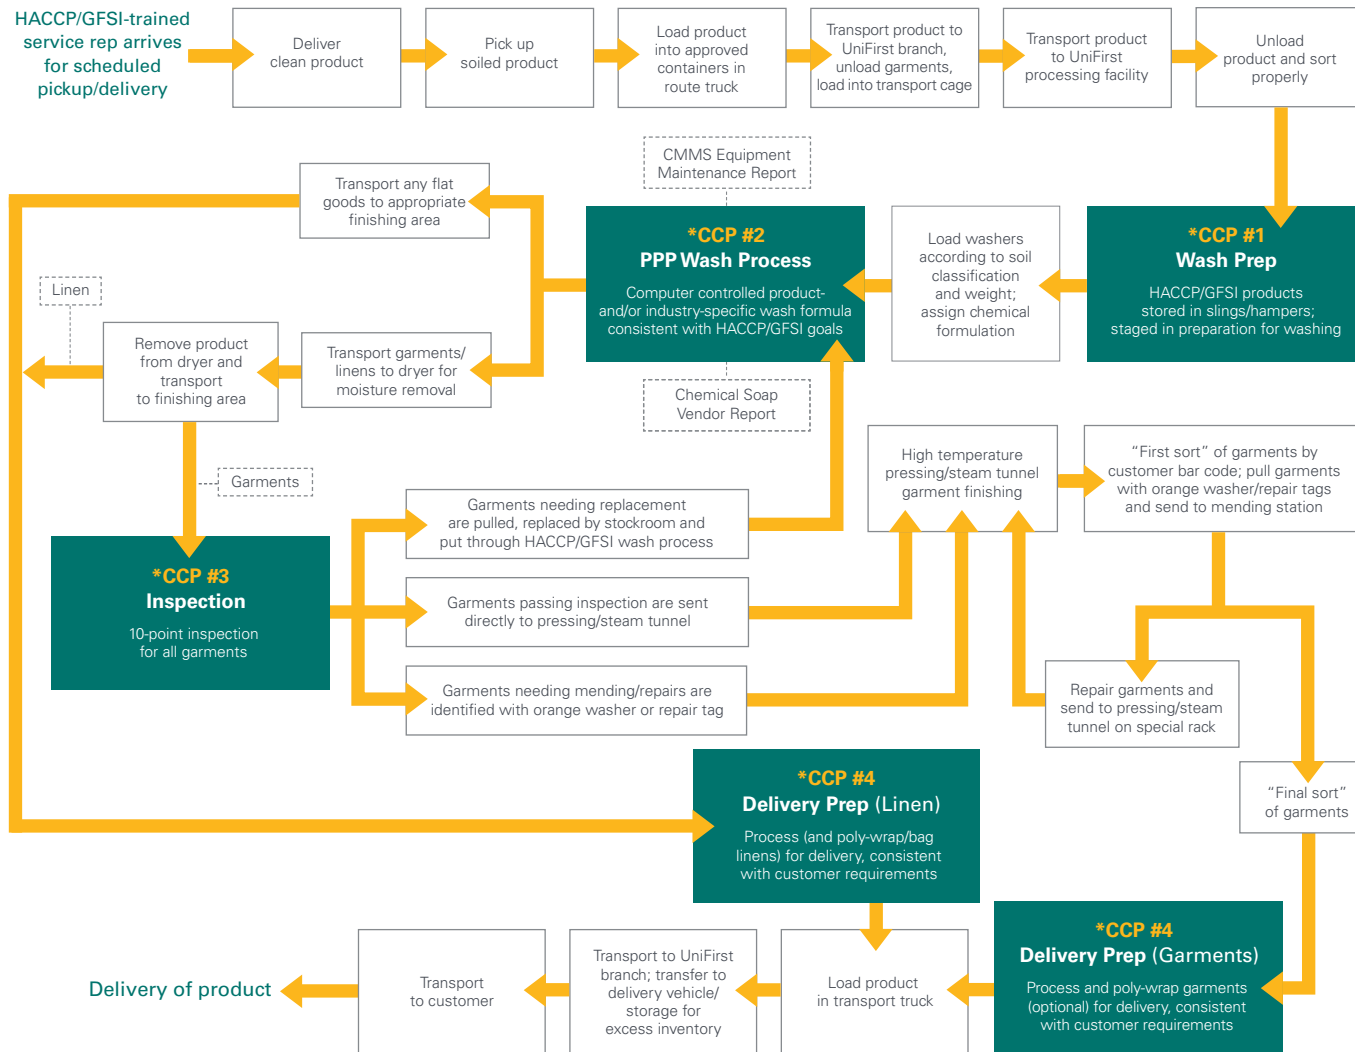 HACCP/GFSI-trained
service rep arrives
for scheduled
pickup/delivery
Deliver
clean product
Pick up
soiled product
Load product
into approved
containers in
route truck
Transport product to
UniFirst branch,
unload garments,
load into transport cage
Transport product
to UniFirst
processing facility
Unload
product and sort
properly
*CCP #1
Wash Prep
HACCP/GFSI products
stored in slings/hampers;
staged in preparation for washing
Load washers
according to soil
classification
and weight;
assign chemical
formulation
CMMS Equipment
Maintenance Report
*CCP #2
PPP Wash Process
Computer controlled product-
and/or industry-specific wash formula
consistent with HACCP/GFSI goals
Chemical Soap
Vendor Report
Transport any flat
goods to appropriate
finishing area
Transport garments/
linens to dryer for
moisture removal
Remove product
from dryer and
transport
to finishing area
Linen
Garments
*CCP #3
Inspection
10-point inspection
for all garments
Garments needing replacement
are pulled, replaced by stockroom and
put through HACCP/GFSI wash process
Garments passing inspection are sent
directly to pressing/steam tunnel
Garments needing mending/repairs are
identified with orange washer or repair tag
High temperature
pressing/steam tunnel
garment finishing
“First sort” of garments by
customer bar code; pull garments
with orange washer/repair tags
and send to mending station
Repair garments and
send to pressing/steam
tunnel on special rack
“Final sort”
of garments
*CCP #4
Delivery Prep (Linen)
Process (and poly-wrap/bag
linens) for delivery, consistent
with customer requirements
*CCP #4
Delivery Prep (Garments)
Process and poly-wrap garments
(optional) for delivery, consistent
with customer requirements
Load product
in transport truck
Transport to UniFirst
branch; transfer to
delivery vehicle/
storage for
excess inventory
Transport
to customer
Delivery of product